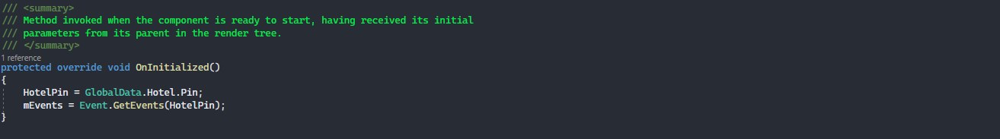 /// <summary>
/// Method invoked when the component is ready to start, having received its initial
/// parameters from its parent in the render tree.
/// </summary>
1 reference
protected override void OnInitialized()
{
    HotelPin = GlobalData.Hotel.Pin;
    mEvents = Event.GetEvents(HotelPin);
}